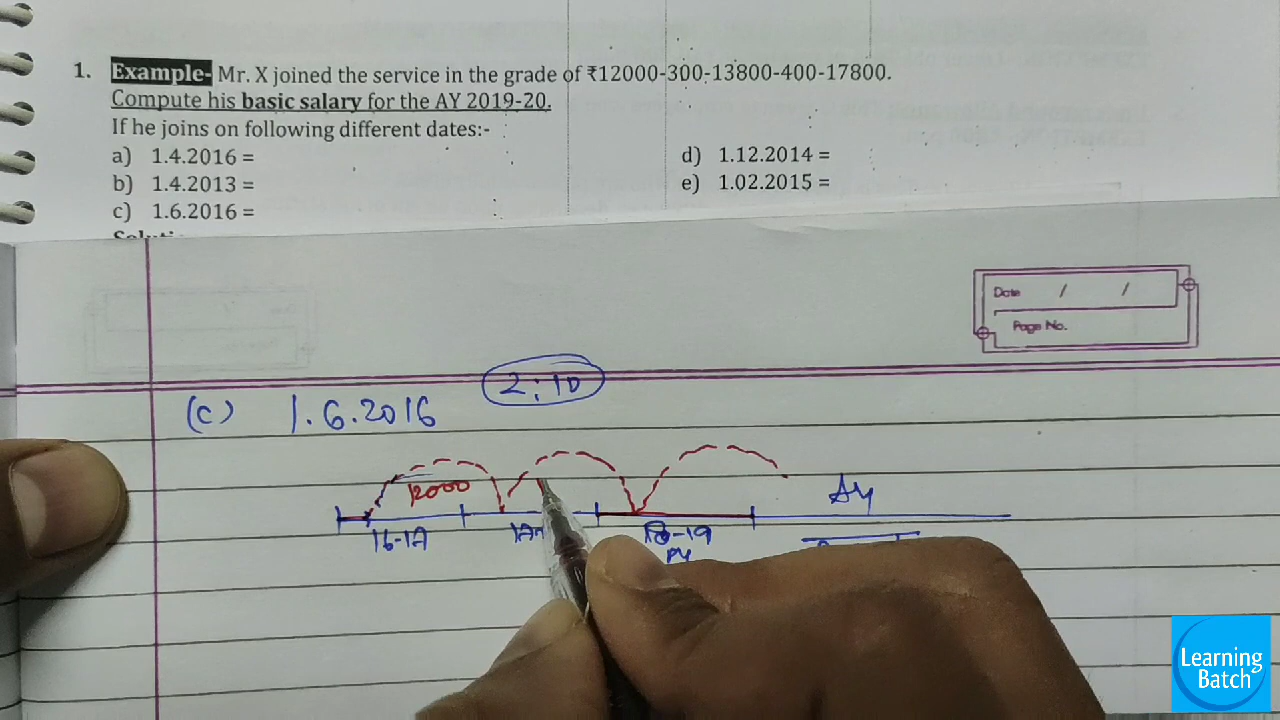 1. Example- Mr. X joined the service in the grade of ₹12000-300-13800-400-17800.
Compute his basic salary for the AY 2019-20.
If he joins on following different dates:-
a) 1.4.2016 =
d) 1.12.2014 =
b) 1.4.2013 =
e) 1.02.2015 =
c) 1.6.2016 =
Date / /
Page No.
2:10
(c) 1.6.2016
12000
AY
16-17
18-19
PY
Learning
Batch